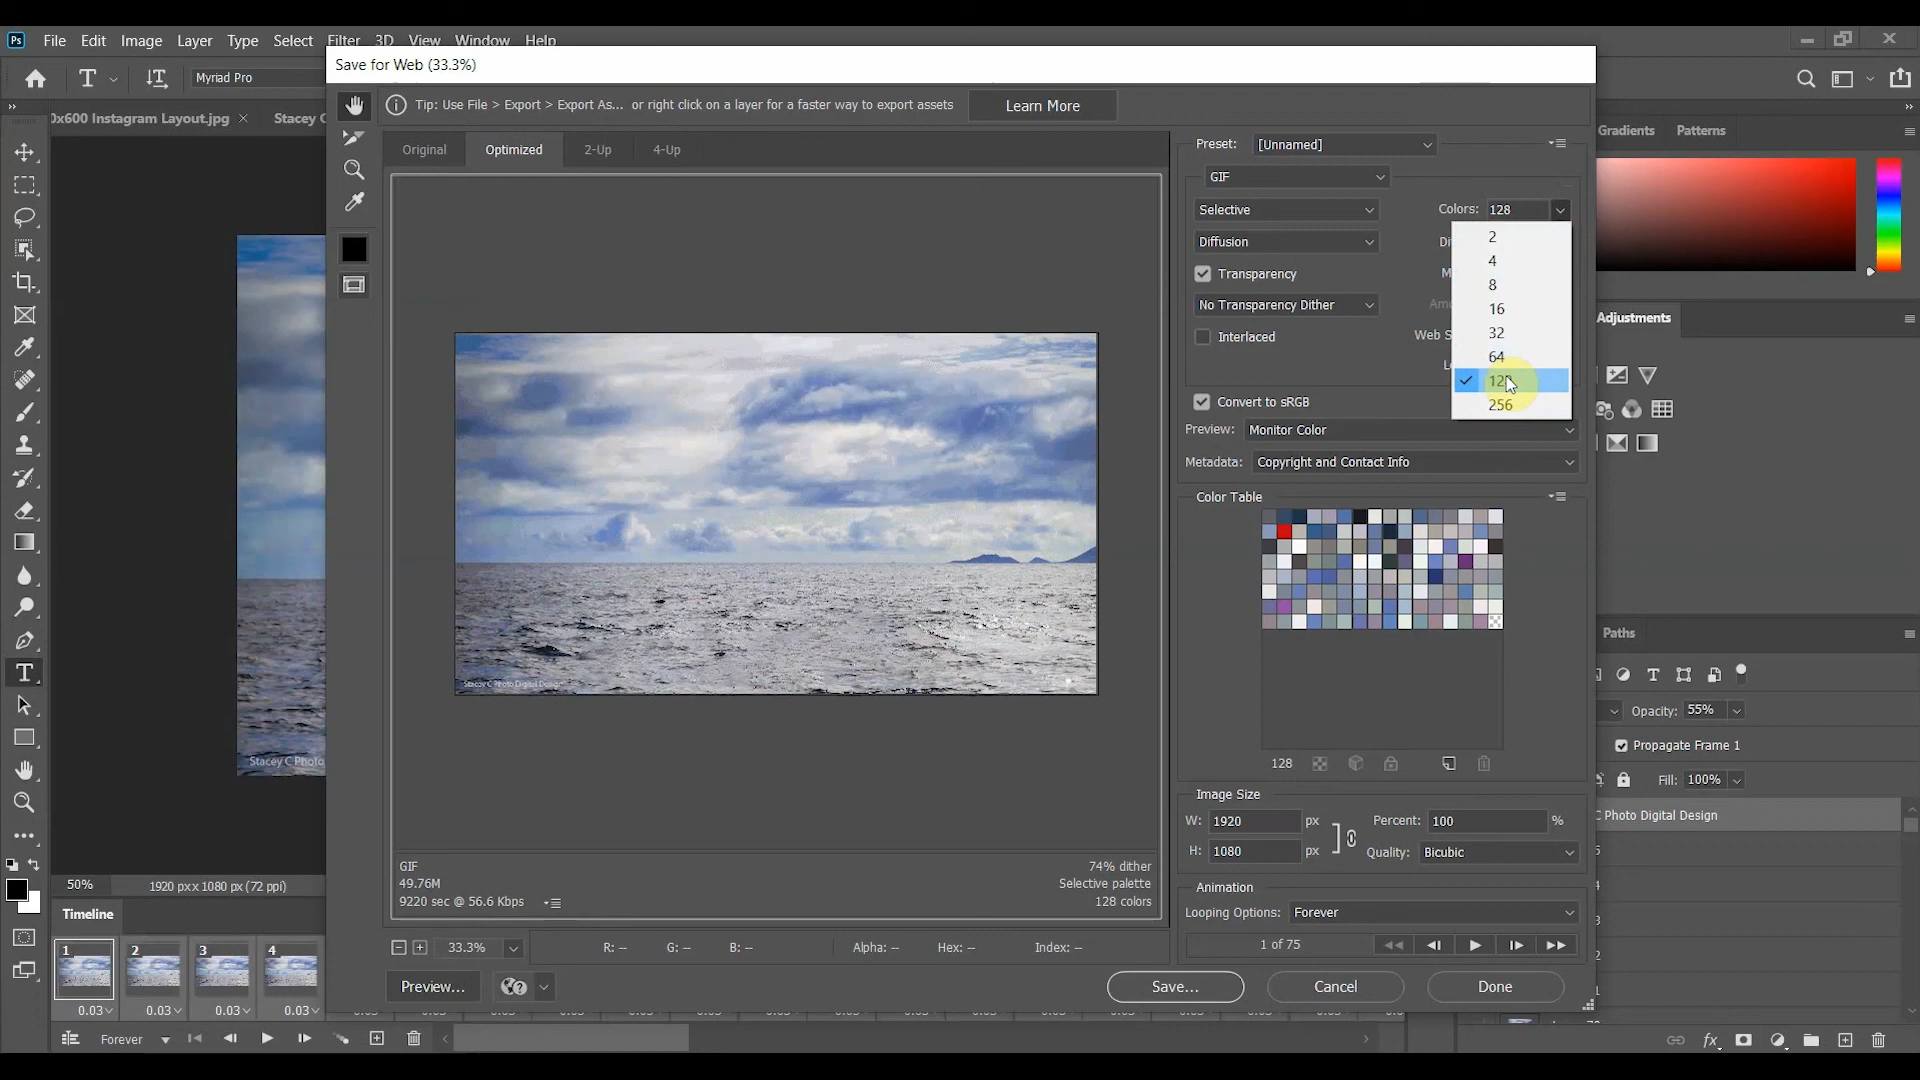 File Edit Image Layer Type Select Filter 3D View Window Help
Save for Web (33.3%)
Myriad Pro
Tip: Use File > Export > Export As... or right click on a layer for a faster way to export assets
Learn More
0x600 Instagram Layout.jpg
Stacey C
Original
Optimized
2-Up
4-Up
Preset: [Unnamed]
GIF
Selective
Colors: 128
Diffusion
Transparency
No Transparency Dither
Interlaced
Web S
2
4
8
16
32
64
128
256
Convert to sRGB
Preview: Monitor Color
Metadata: Copyright and Contact Info
Color Table
128
Image Size
W: 1920 px
Percent: 100 %
H: 1080 px
Quality: Bicubic
Animation
Looping Options: Forever
1 of 75
GIF
49.76M
9220 sec @ 56.6 Kbps
74% dither
Selective palette
128 colors
33.3%
R: --
G: --
B: --
Alpha: --
Hex: --
Index: --
Preview...
Save...
Cancel
Done
Stacey C Photo Digital Design
Stacey C Photo
50%
1920 px x 1080 px (72 ppi)
Timeline
1
2
3
4
0.03
0.03
0.03
0.03
Forever
Gradients
Patterns
Adjustments
Paths
Opacity: 55%
Propagate Frame 1
Fill: 100%
C Photo Digital Design